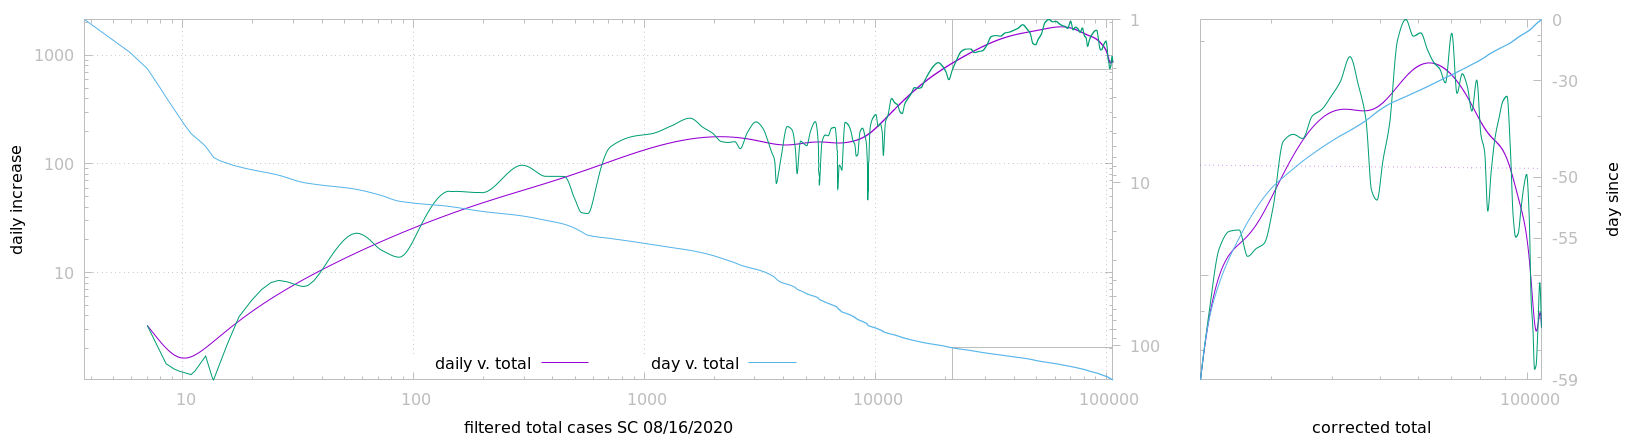 1000
100
10
daily increase
1
10
100
daily v. total
day v. total
10
100
1000
10000
100000
filtered total cases SC 08/16/2020
0
-30
-50
-55
-59
day since
100000
corrected total